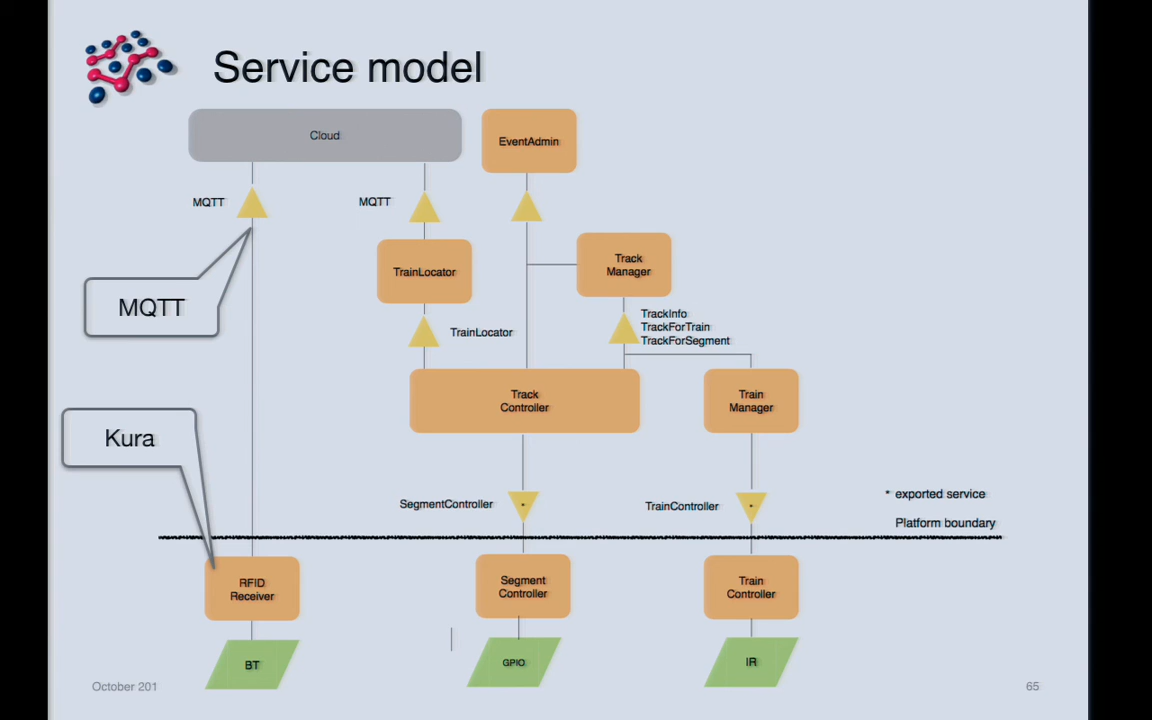 Service model
Cloud
EventAdmin
MQTT
MQTT
TrainLocator
Track
Manager
MQTT
TrainLocator
TrackInfo
TrackForTrain
TrackForSegment
Track
Controller
Train
Manager
Kura
SegmentController
*
TrainController
*
* exported service
Platform boundary
RFID
Receiver
Segment
Controller
Train
Controller
BT
GPIO
IR
October 201
65